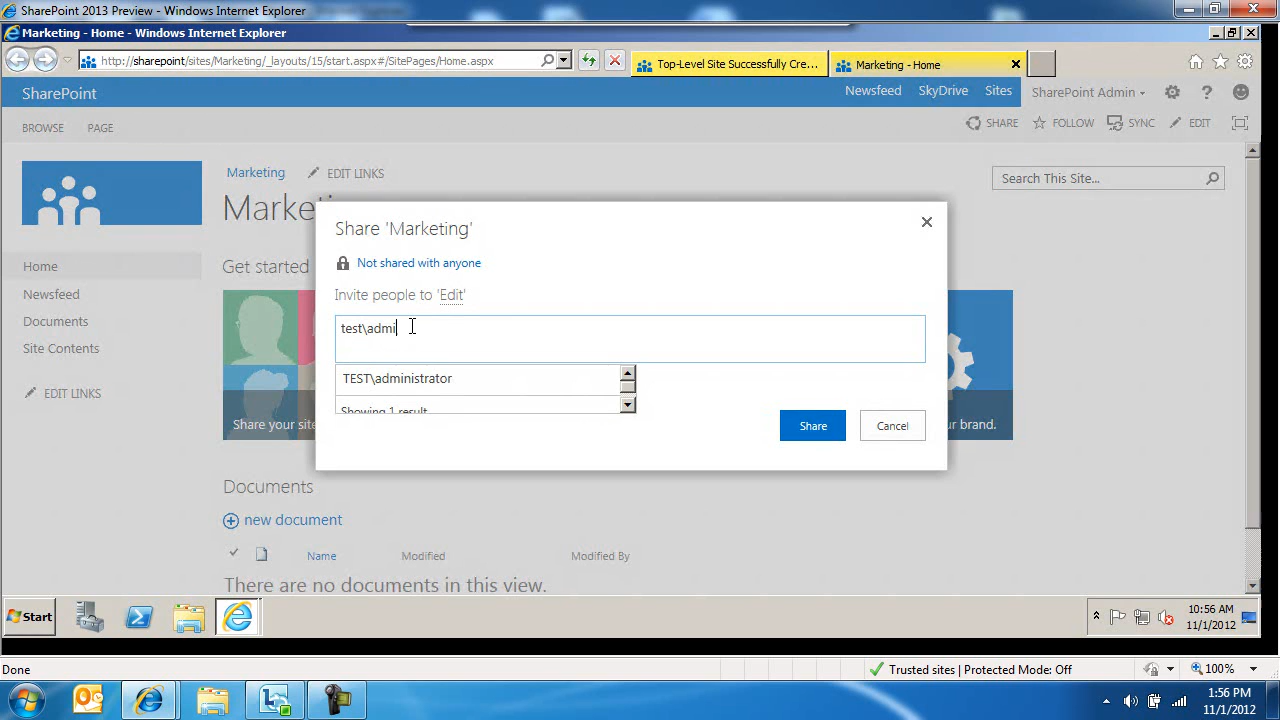 SharePoint 2013 Preview - Windows Internet Explorer
Marketing - Home - Windows Internet Explorer
http://sharepoint/sites/Marketing/_layouts/15/start.aspx#/SitePages/Home.aspx
Top-Level Site Successfully Cre...
Marketing - Home
SharePoint
Newsfeed
SkyDrive
Sites
SharePoint Admin
BROWSE
PAGE
SHARE
FOLLOW
SYNC
EDIT
Marketing
EDIT LINKS
Search This Site...
Marketi
Share 'Marketing'
Not shared with anyone
Invite people to 'Edit'
test\admi
TEST\administrator
Showing 1 result
Share
Cancel
Home
Newsfeed
Documents
Site Contents
EDIT LINKS
Get started
Share your site
ur brand.
Documents
new document
Name
Modified
Modified By
There are no documents in this view.
Start
10:56 AM
11/1/2012
Done
Trusted sites | Protected Mode: Off
100%
1:56 PM
11/1/2012